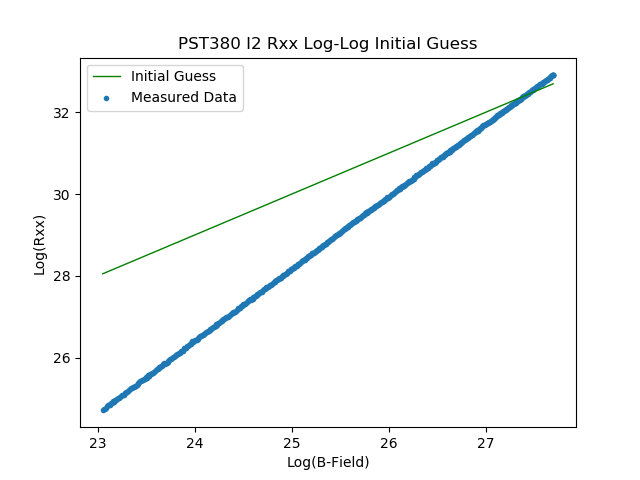 PST380 I2 Rxx Log-Log Initial Guess
Initial Guess
Measured Data
Log(Rxx)
32
30
28
26
23
24
25
26
27
Log(B-Field)